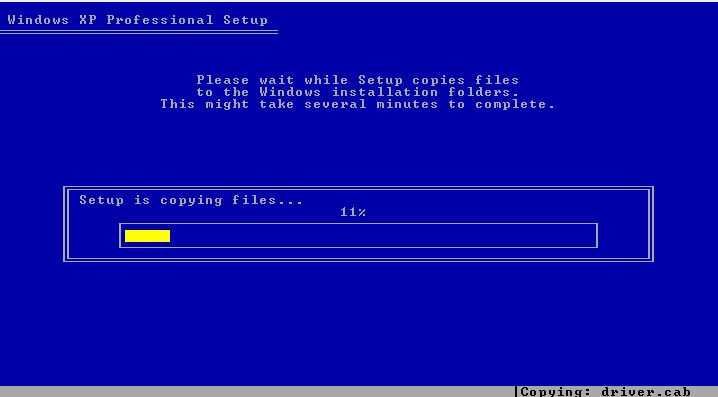 Windows XP Professional Setup
Please wait while Setup copies files
to the Windows installation folders.
This might take several minutes to complete.
Setup is copying files...
11%
|Copying: driver.cab